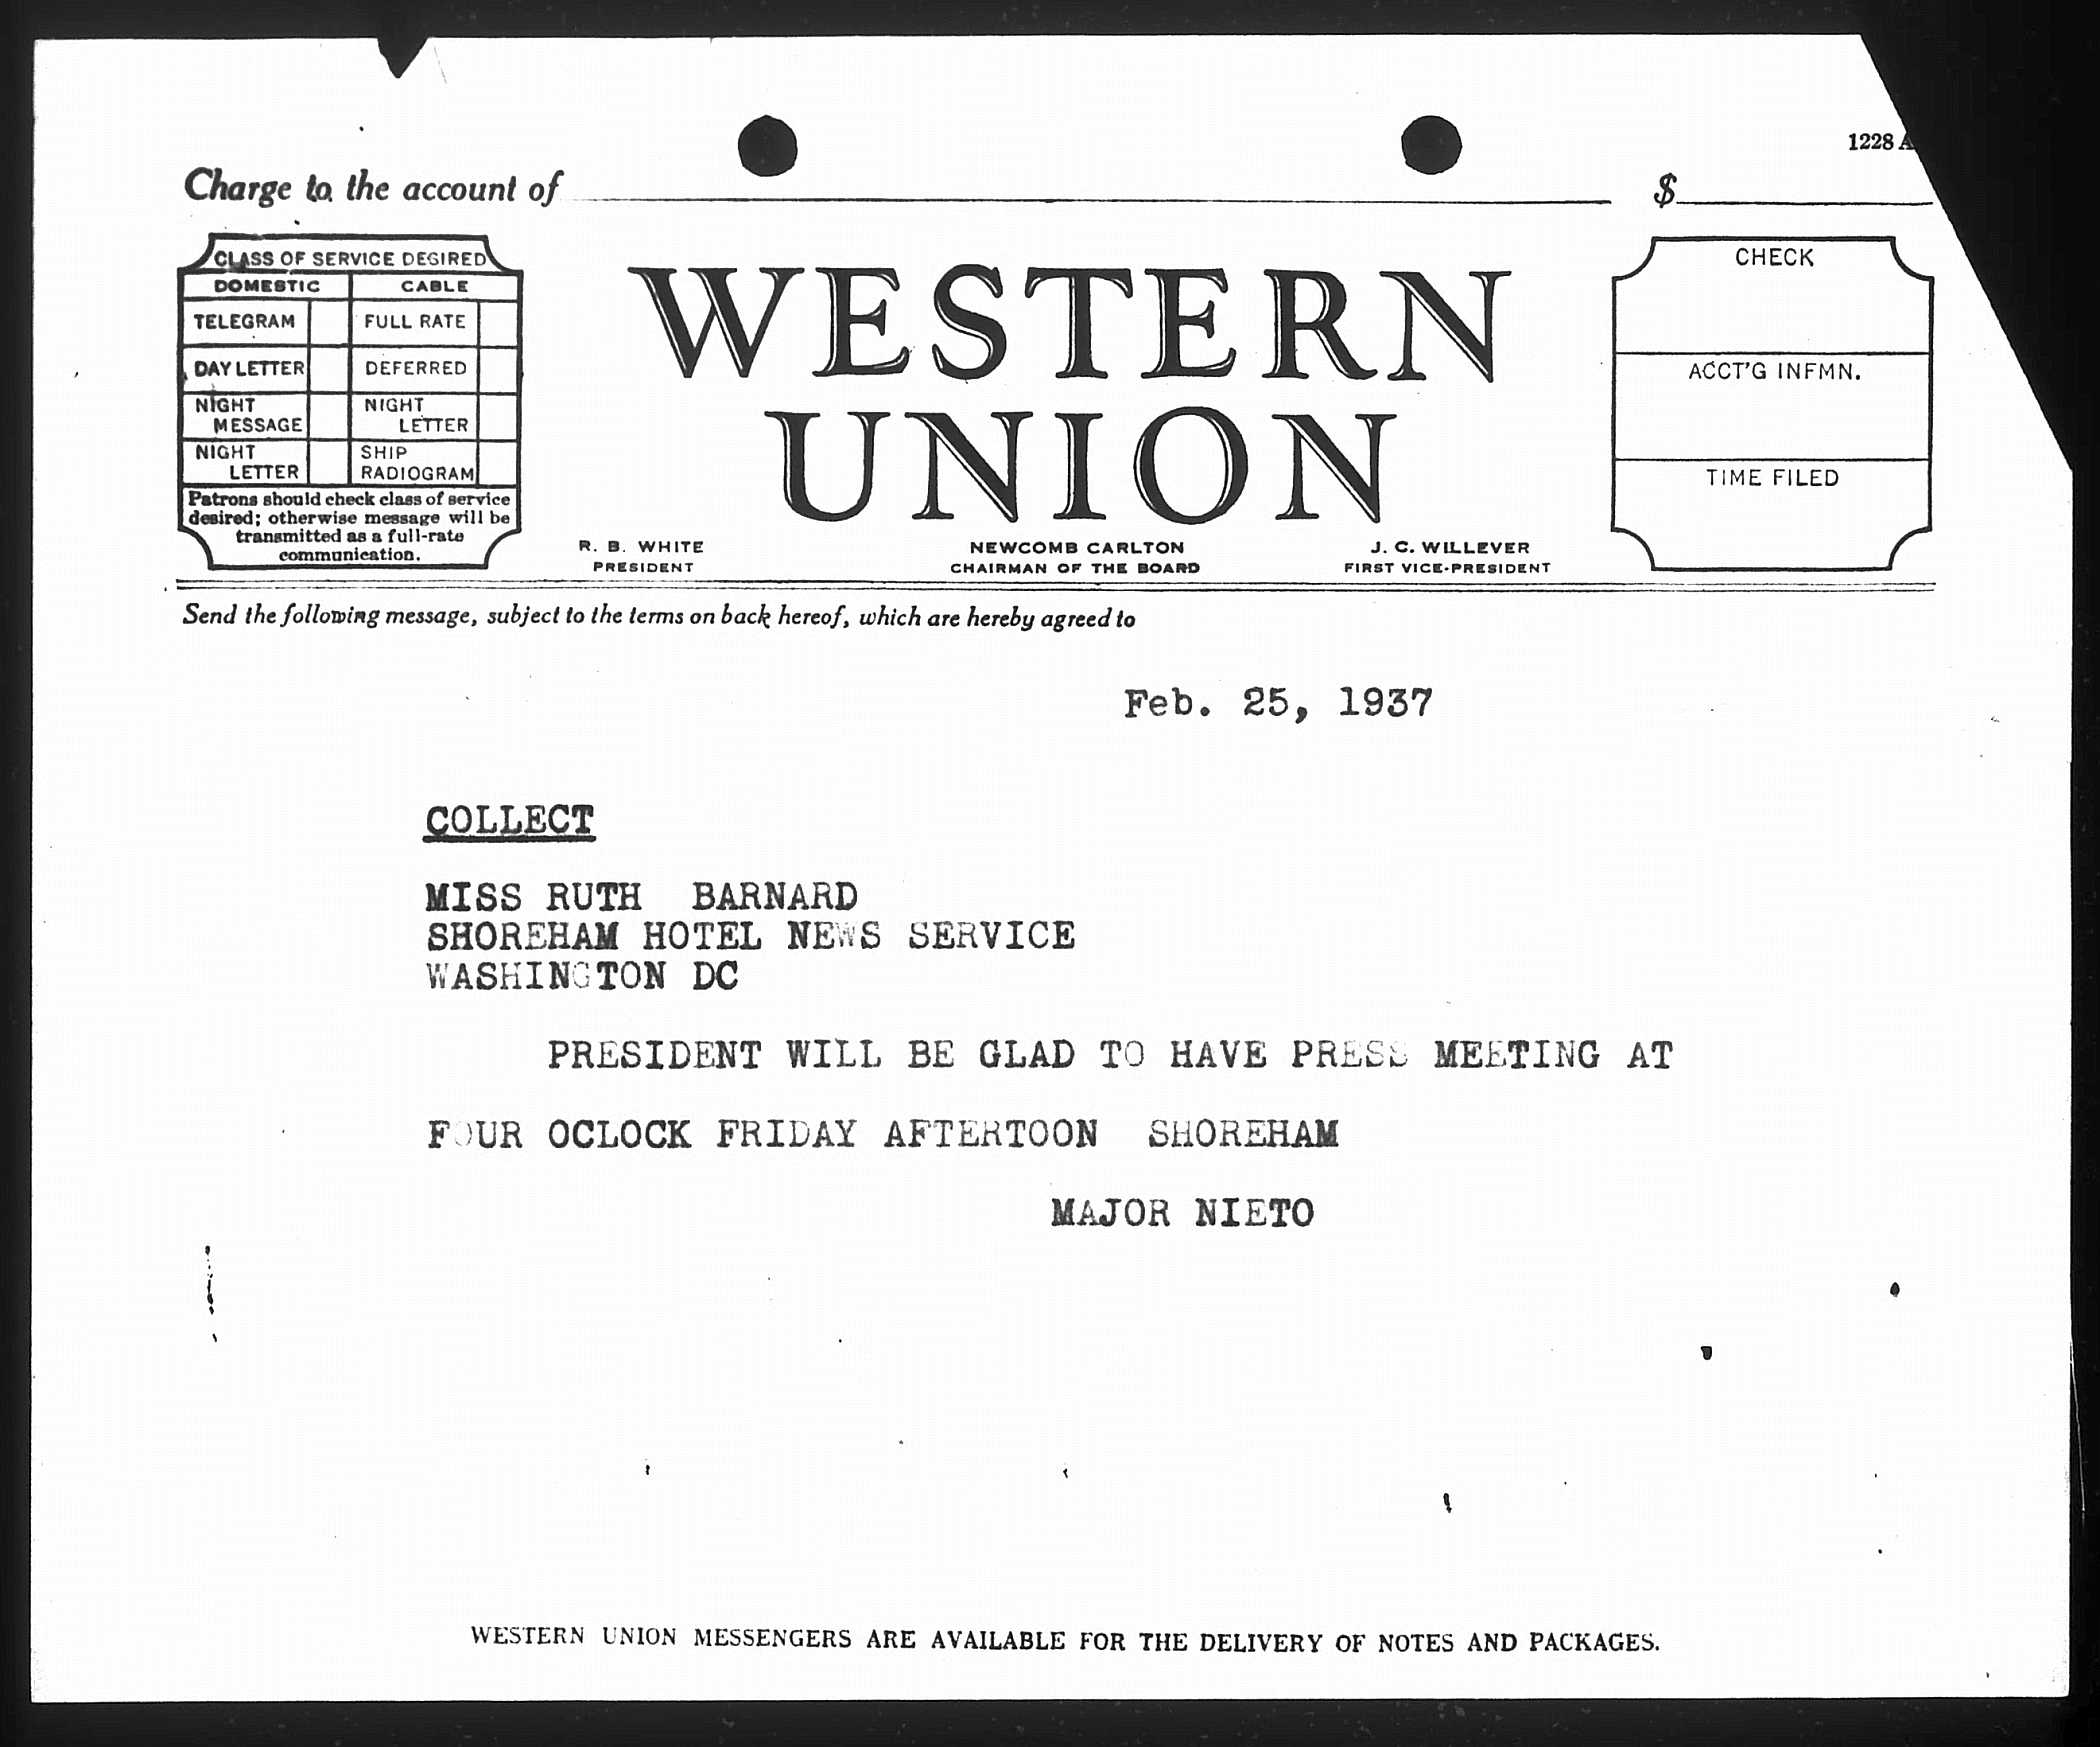 1228 A
Charge to the account of $
CLASS OF SERVICE DESIRED
DOMESTIC CABLE
TELEGRAM FULL RATE
DAY LETTER DEFERRED
NIGHT MESSAGE NIGHT LETTER
NIGHT LETTER SHIP RADIOGRAM
Patrons should check class of service
desired; otherwise message will be
transmitted as a full-rate
communication.
WESTERN
UNION
R. B. WHITE
PRESIDENT
NEWCOMB CARLTON
CHAIRMAN OF THE BOARD
J. C. WILLEVER
FIRST VICE-PRESIDENT
CHECK
ACCT'G INFMN.
TIME FILED
Send the following message, subject to the terms on back hereof, which are hereby agreed to
Feb. 25, 1937
COLLECT
MISS RUTH BARNARD
SHOREHAM HOTEL NEWS SERVICE
WASHINGTON DC
PRESIDENT WILL BE GLAD TO HAVE PRESS MEETING AT
FOUR OCLOCK FRIDAY AFTERTOON SHOREHAM
MAJOR NIETO
WESTERN UNION MESSENGERS ARE AVAILABLE FOR THE DELIVERY OF NOTES AND PACKAGES.